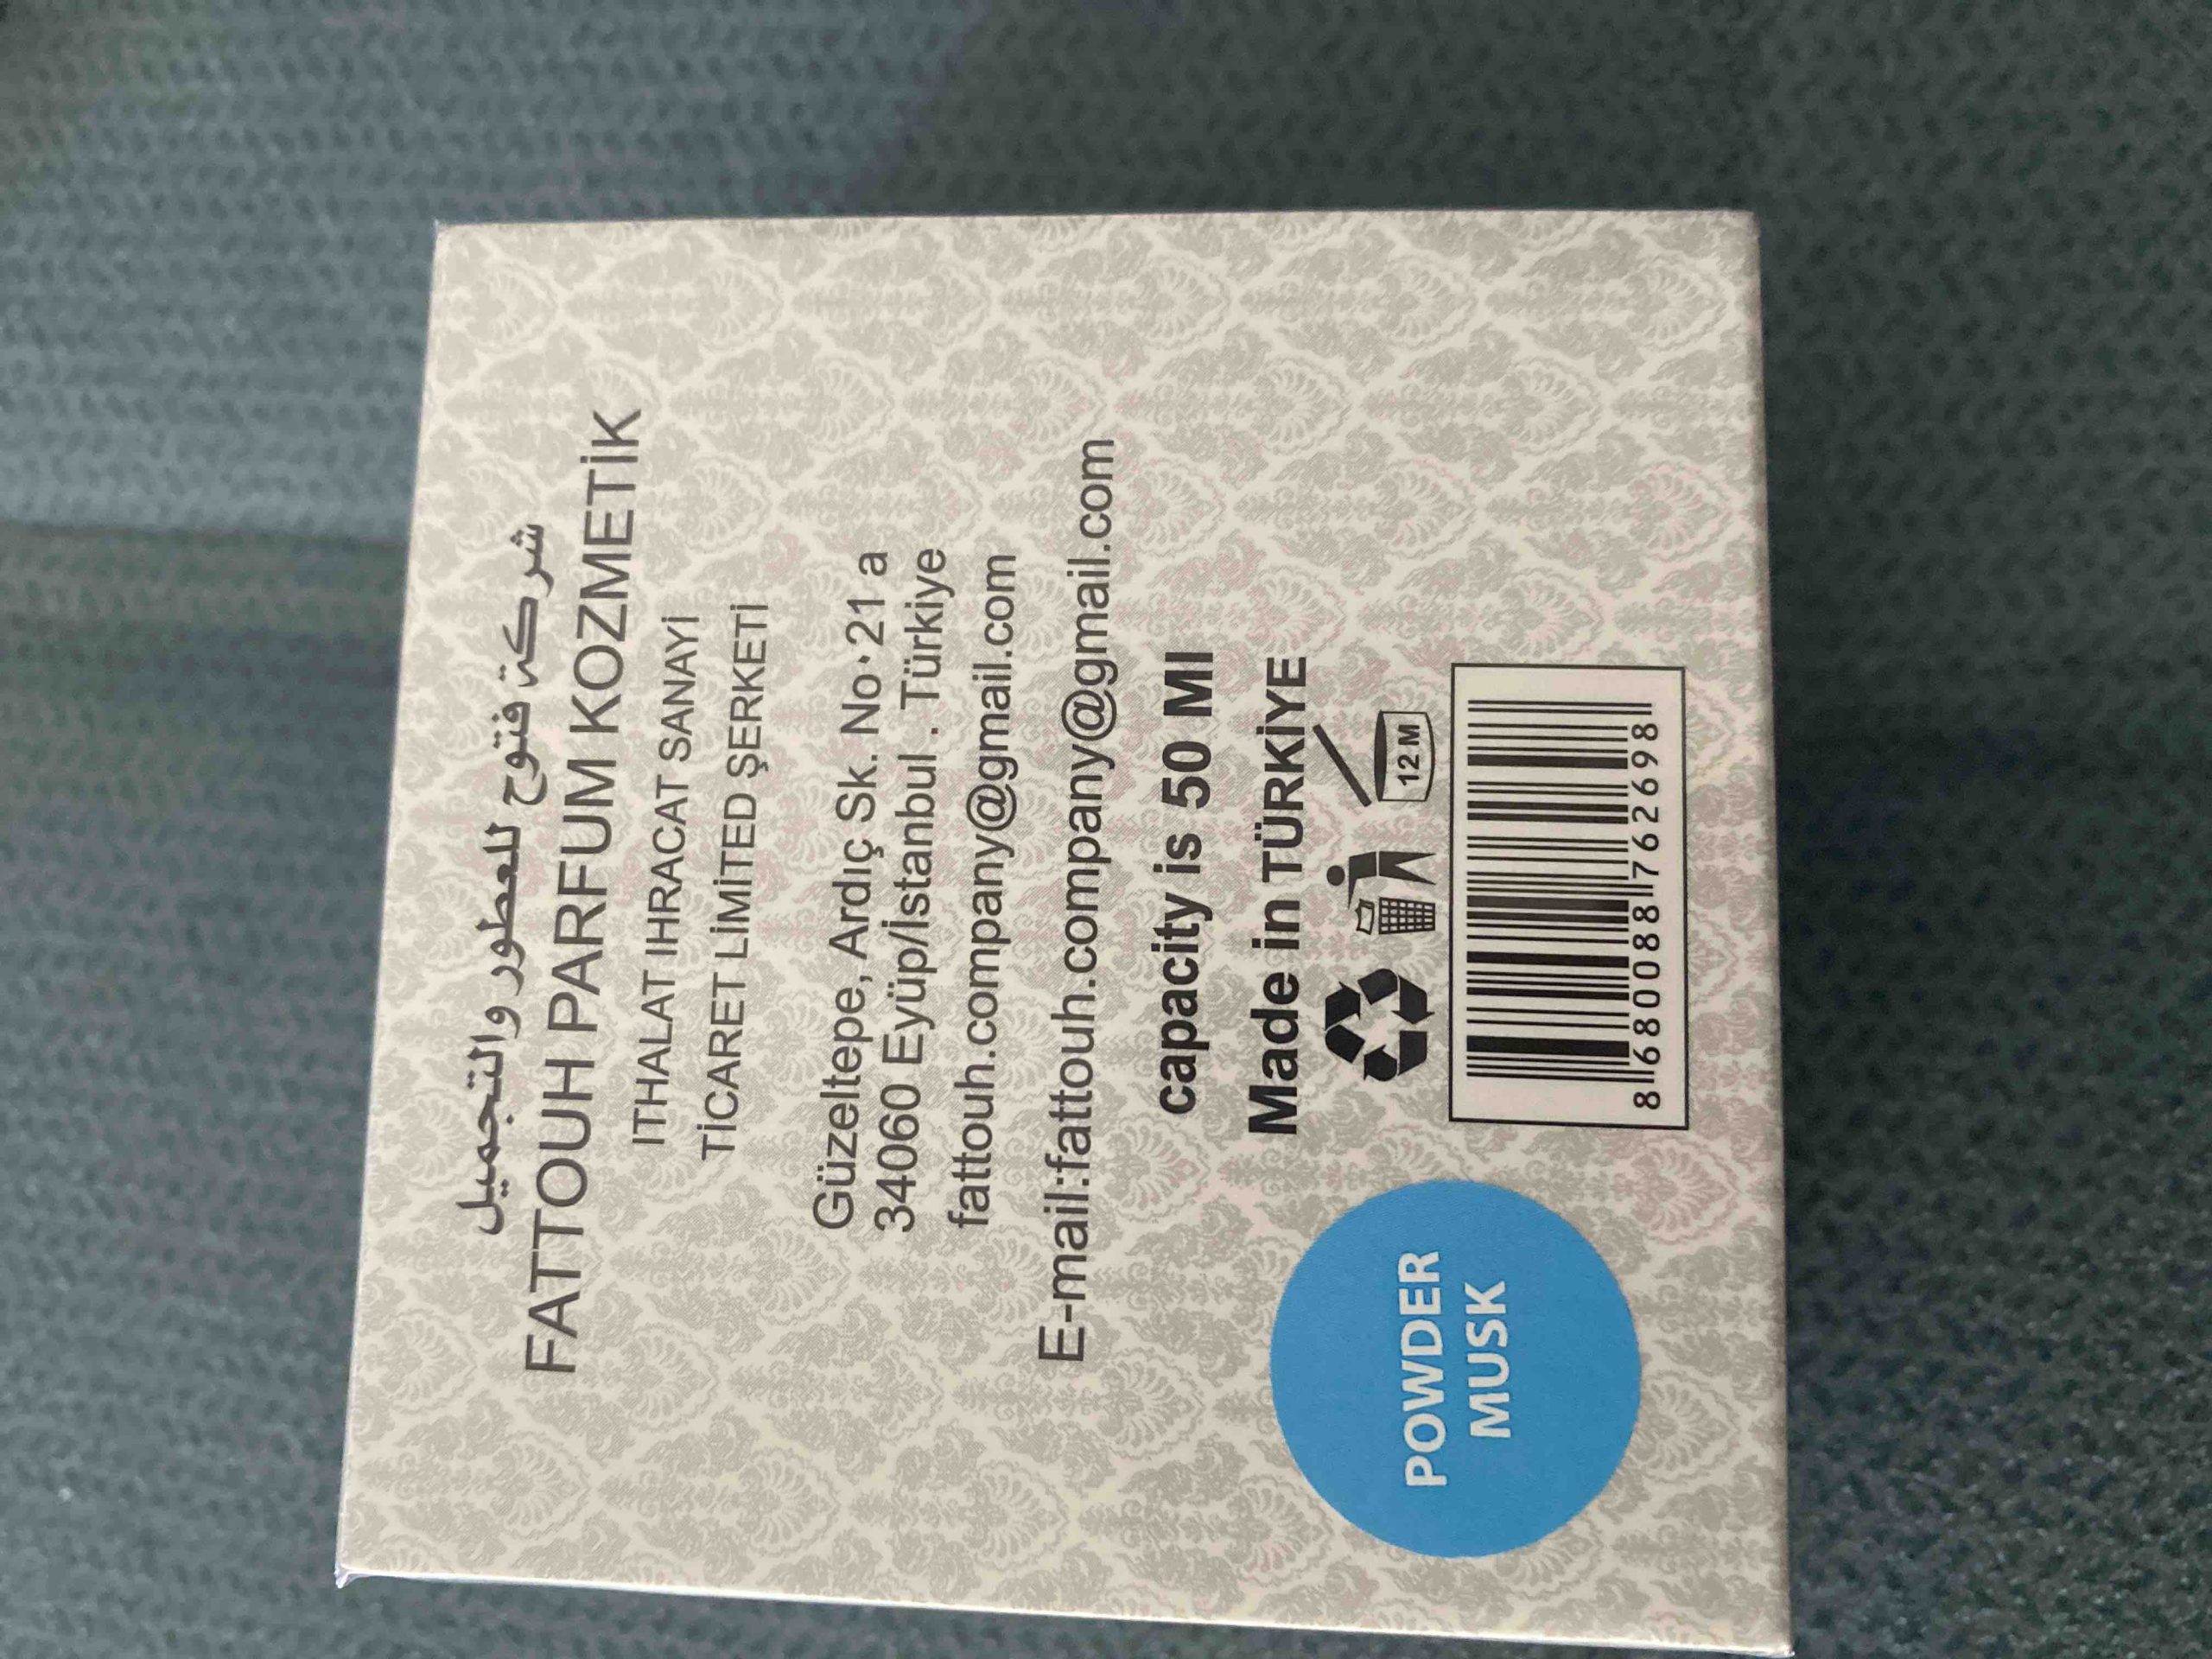 شركة فتوح للعطور والتجميل
FATTOUH PARFUM KOZMETİK
ITHALAT IHRACAT SANAYİ
TİCARET LİMİTED ŞERKETİ
Güzeltepe, Ardıç Sk. No·21 a
34060 Eyüp/İstanbul . Türkiye
fattouh.company@gmail.com
E-mail:fattouh.company@gmail.com
capacity is 50 Ml
Made in TÜRKİYE
12 M
8 680088 762698
POWDER
MUSK